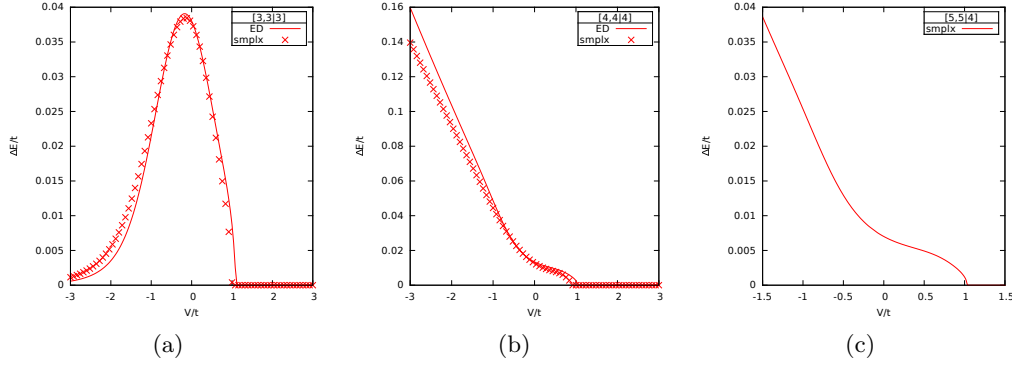 [3,3|3]
ED
smplx
ΔE/t
0.04
0.035
0.03
0.025
0.02
0.015
0.01
0.005
0
-3 -2 -1 0 1 2 3
V/t
(a)
[4,4|4]
ED
smplx
ΔE/t
0.16
0.14
0.12
0.1
0.08
0.06
0.04
0.02
0
-3 -2 -1 0 1 2 3
V/t
(b)
[5,5|4]
smplx
ΔE/t
0.04
0.035
0.03
0.025
0.02
0.015
0.01
0.005
0
-1.5 -1 -0.5 0 0.5 1 1.5
V/t
(c)